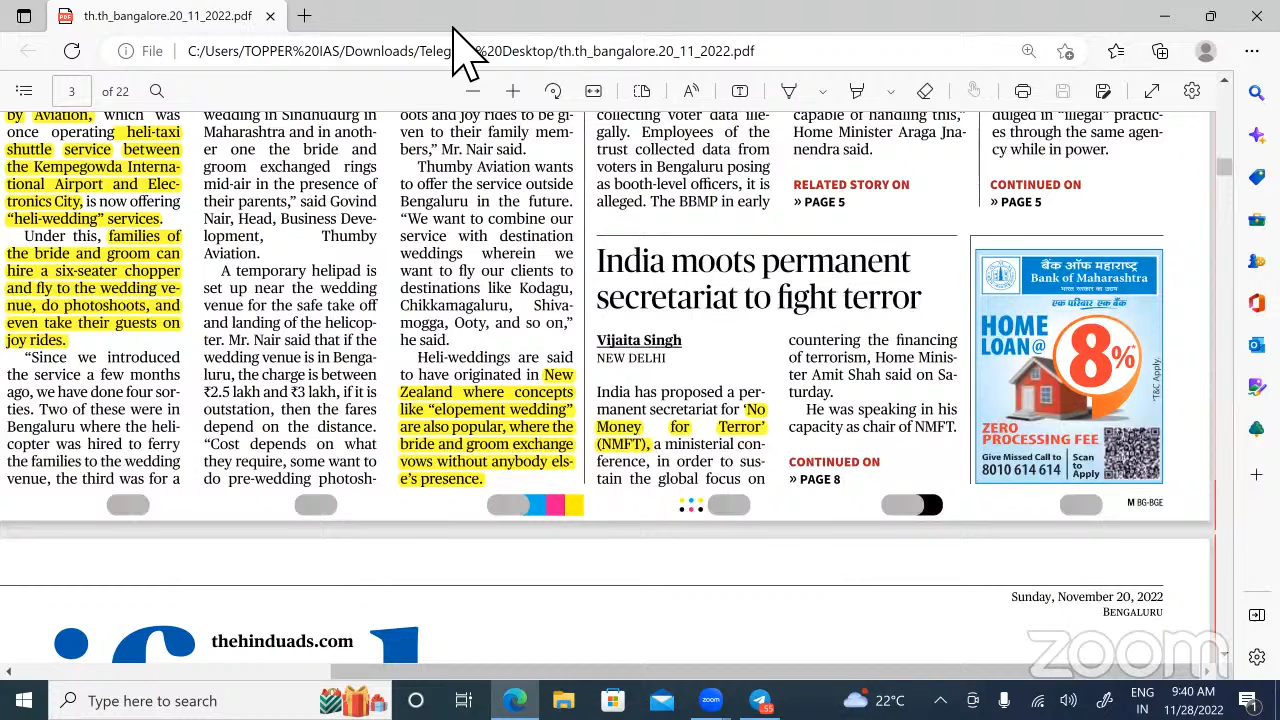 th.th_bangalore.20_11_2022.pdf
File
C:/Users/TOPPER%20IAS/Downloads/Teleg
%20Desktop/th.th_bangalore.20_11_2022.pdf
3
of 22
by Aviation, which was
once operating heli-taxi
shuttle service between
the Kempegowda Interna-
tional Airport and Elec-
tronics City, is now offering
“heli-wedding” services.
Under this, families of
the bride and groom can
hire a six-seater chopper
and fly to the wedding ve-
nue, do photoshoots, and
even take their guests on
joy rides.
“Since we introduced
the service a few months
ago, we have done four sor-
ties. Two of these were in
Bengaluru where the heli-
copter was hired to ferry
the families to the wedding
venue, the third was for a
wedding in Sindhudurg in
Maharashtra and in anoth-
er one the bride and
groom exchanged rings
mid-air in the presence of
their parents,” said Govind
Nair, Head, Business Deve-
lopment, Thumby
Aviation.
A temporary helipad is
set up near the wedding
venue for the safe take off
and landing of the helicop-
ter. Mr. Nair said that if the
wedding venue is in Benga-
luru, the charge is between
₹2.5 lakh and ₹3 lakh, if it is
outstation, then the fares
depend on the distance.
“Cost depends on what
they require, some want to
do pre-wedding photosh-
oots and joy rides to be gi-
ven to their family mem-
bers,” Mr. Nair said.
Thumby Aviation wants
to offer the service outside
Bengaluru in the future.
“We want to combine our
service with destination
weddings wherein we
want to fly our clients to
destinations like Kodagu,
Chikkamagaluru, Shiva-
mogga, Ooty, and so on,”
he said.
Heli-weddings are said
to have originated in New
Zealand where concepts
like “elopement wedding”
are also popular, where the
bride and groom exchange
vows without anybody els-
e’s presence.
collecting voter data ille-
gally. Employees of the
trust collected data from
voters in Bengaluru posing
as booth-level officers, it is
alleged. The BBMP in early
capable of handling this,”
Home Minister Araga Jna-
nendra said.
RELATED STORY ON
» PAGE 5
dulged in “illegal” practic-
es through the same agen-
cy while in power.
CONTINUED ON
» PAGE 5
India moots permanent
secretariat to fight terror
Vijaita Singh
NEW DELHI
India has proposed a per-
manent secretariat for ‘No
Money for Terror’
(NMFT), a ministerial con-
ference, in order to sus-
tain the global focus on
countering the financing
of terrorism, Home Minis-
ter Amit Shah said on Sa-
turday.
He was speaking in his
capacity as chair of NMFT.
CONTINUED ON
» PAGE 8
बैंक ऑफ महाराष्ट्र
Bank of Maharashtra
एक परिवार एक बैंक
HOME
LOAN@
8%*
*T&C Apply.
ZERO
PROCESSING FEE
Give Missed Call to
8010 614 614
Scan
to
Apply
M BG-BGE
Sunday, November 20, 2022
BENGALURU
thehinduads.com
zoom
Type here to search
zoom
55
22°C
ENG
IN
9:40 AM
11/28/2022
1